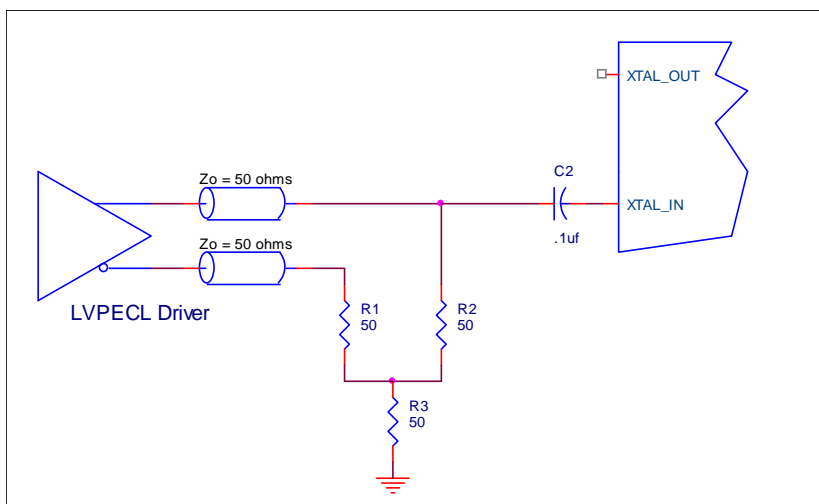 XTAL_OUT
Zo = 50 ohms
C2
XTAL_IN
.1uf
Zo = 50 ohms
LVPECL Driver
R1
50
R2
50
R3
50